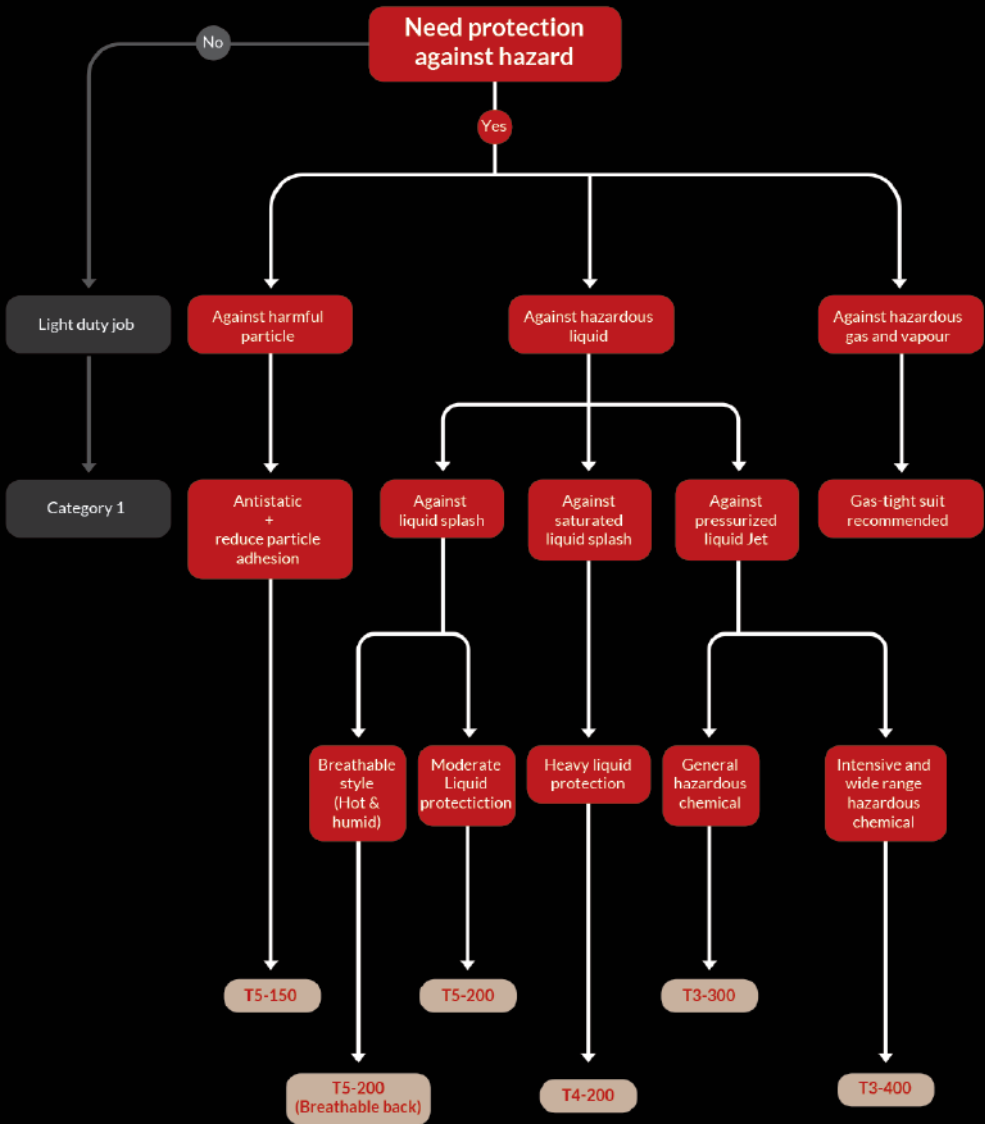 Need protection
against hazard
No
Yes
Light duty job
Against harmful
particle
Against hazardous
liquid
Against hazardous
gas and vapour
Category 1
Antistatic
+
reduce particle
adhesion
Against
liquid splash
Against
saturated
liquid splash
Against
pressurized
liquid Jet
Gas-tight suit
recommended
Breathable
style
(Hot &
humid)
Moderate
Liquid
protectiction
Heavy liquid
protection
General
hazardous
chemical
Intensive and
wide range
hazardous
chemical
T5-150
T5-200
T3-300
T5-200
(Breathable back)
T4-200
T3-400